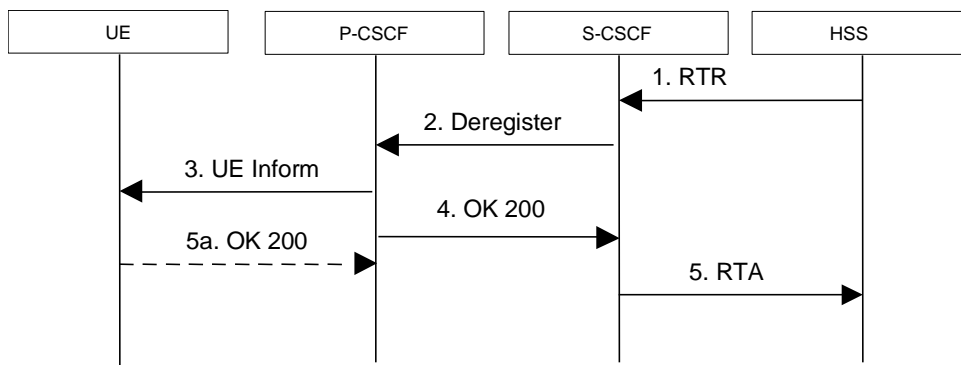 UE
P-CSCF
S-CSCF
HSS
1. RTR
2. Deregister
3. UE Inform
4. OK 200
5a. OK 200
5. RTA